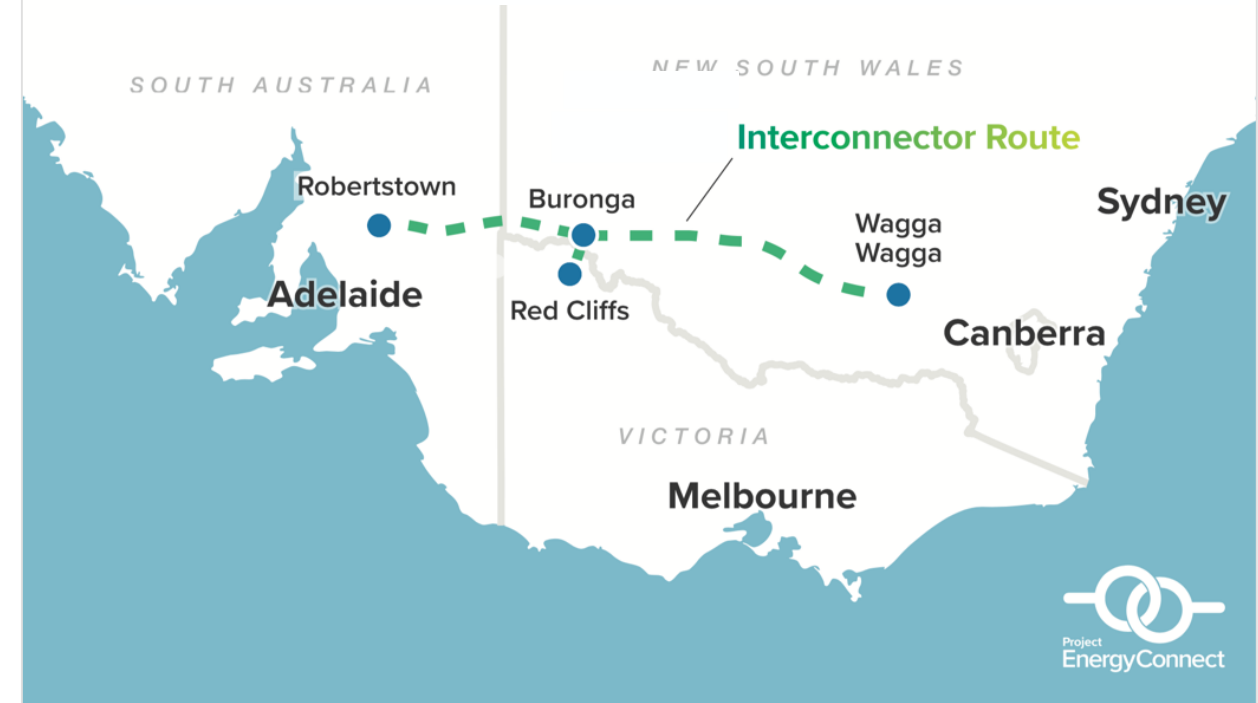 SOUTH AUSTRALIA
NEW SOUTH WALES
Interconnector Route
Robertstown
Buronga
Sydney
Wagga
Wagga
Adelaide
Red Cliffs
Canberra
VICTORIA
Melbourne
Project
EnergyConnect